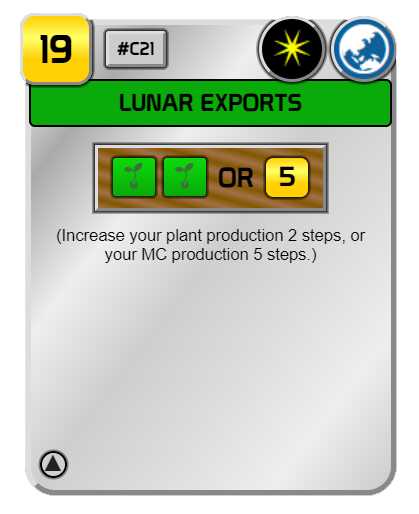 19
#C21
LUNAR EXPORTS
OR 5
(Increase your plant production 2 steps, or
your MC production 5 steps.)